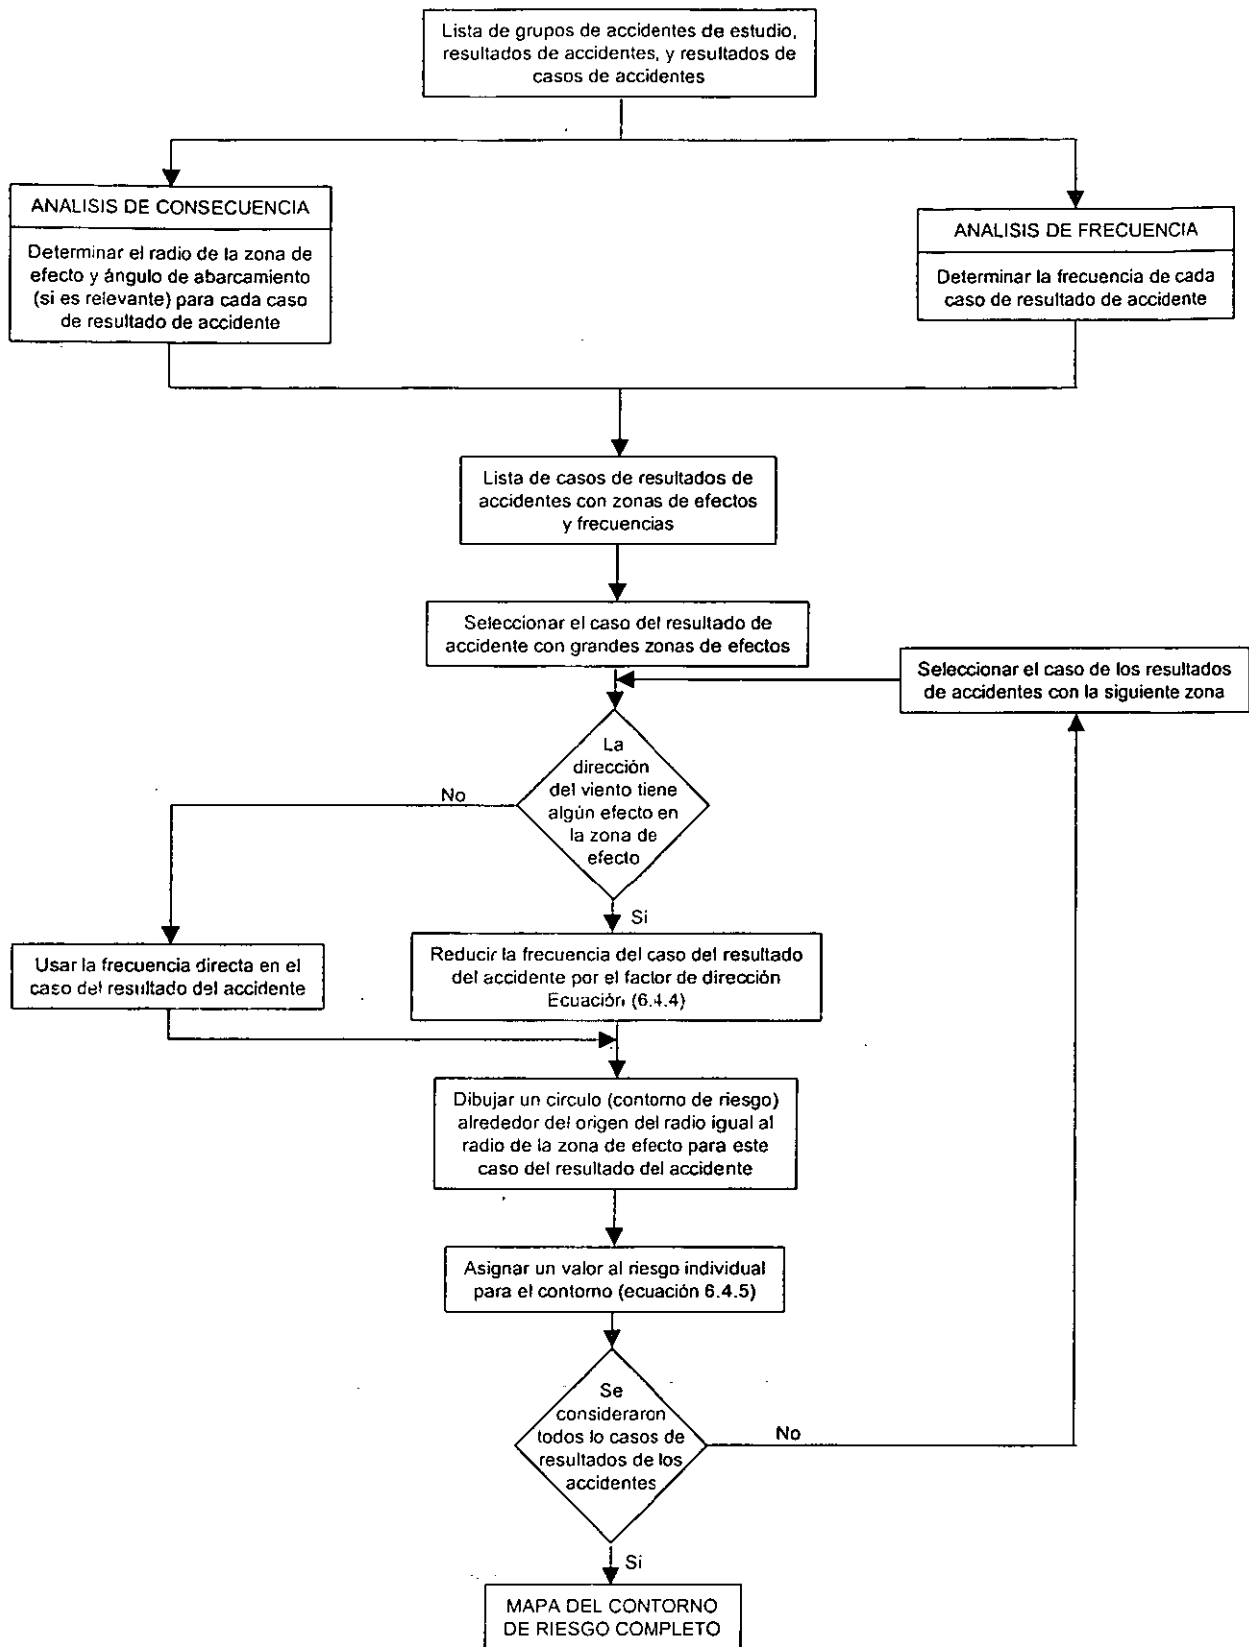 Lista de grupos de accidentes de estudio,
resultados de accidentes, y resultados de
casos de accidentes
ANALISIS DE CONSECUENCIA
Determinar el radio de la zona de
efecto y ángulo de abarcamiento
(si es relevante) para cada caso
de resultado de accidente
ANALISIS DE FRECUENCIA
Determinar la frecuencia de cada
caso de resultado de accidente
Lista de casos de resultados de
accidentes con zonas de efectos
y frecuencias
Seleccionar el caso del resultado de
accidente con grandes zonas de efectos
Seleccionar el caso de los resultados
de accidentes con la siguiente zona
La
dirección
del viento tiene
algún efecto en
la zona de
efecto
No
Si
Usar la frecuencia directa en el
caso del resultado del accidente
Reducir la frecuencia del caso del resultado
del accidente por el factor de dirección
Ecuación (6.4.4)
Dibujar un circulo (contorno de riesgo)
alrededor del origen del radio igual al
radio de la zona de efecto para este
caso del resultado del accidente
Asignar un valor al riesgo individual
para el contorno (ecuación 6.4.5)
Se
consideraron
todos lo casos de
resultados de los
accidentes
No
Si
MAPA DEL CONTORNO
DE RIESGO COMPLETO